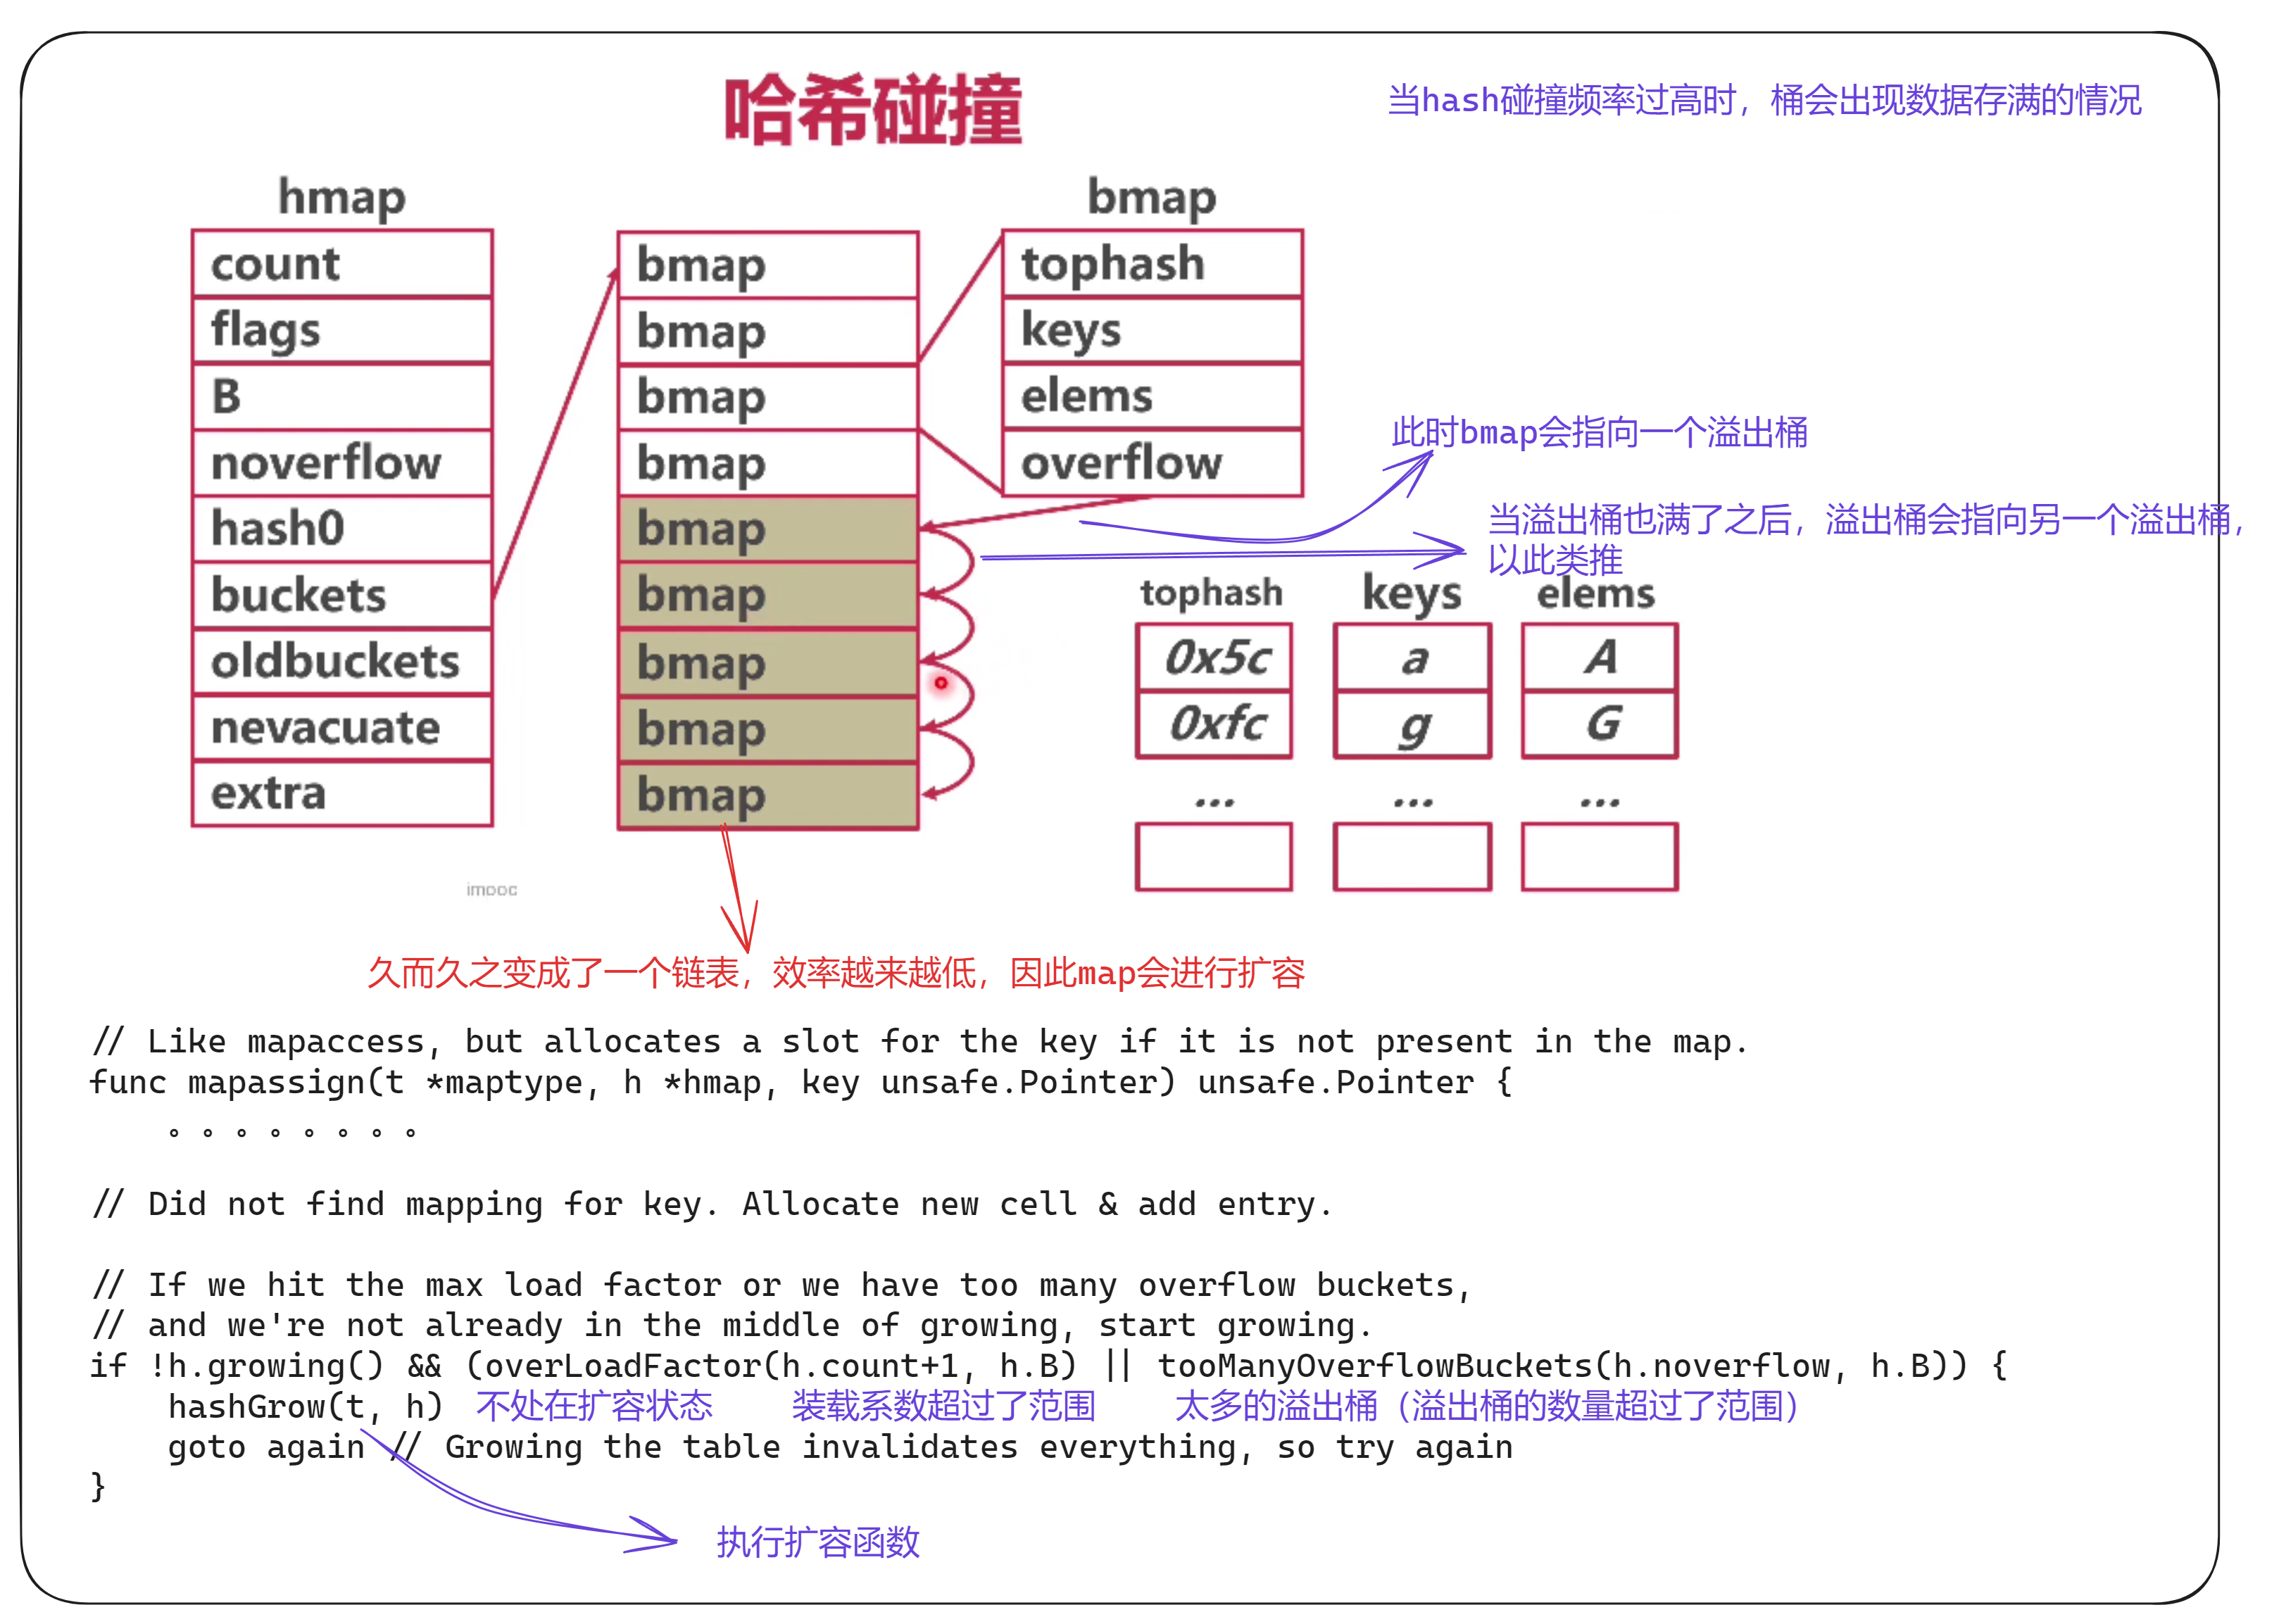 哈希碰撞
当hash碰撞频率过高时，桶会出现数据存满的情况
hmap
count
flags
B
noverflow
hash0
buckets
oldbuckets
nevacuate
extra
bmap
bmap
bmap
bmap
bmap
bmap
bmap
bmap
bmap
bmap
tophash
keys
elems
overflow
此时bmap会指向一个溢出桶
当溢出桶也满了之后，溢出桶会指向另一个溢出桶，
以此类推
tophash keys elems
0x5c a A
0xfc g G
... ... ...
imooc
久而久之变成了一个链表，效率越来越低，因此map会进行扩容
// Like mapaccess, but allocates a slot for the key if it is not present in the map.
func mapassign(t *maptype, h *hmap, key unsafe.Pointer) unsafe.Pointer {
。。。。。。。。
// Did not find mapping for key. Allocate new cell & add entry.
// If we hit the max load factor or we have too many overflow buckets,
// and we're not already in the middle of growing, start growing.
if !h.growing() && (overLoadFactor(h.count+1, h.B) || tooManyOverflowBuckets(h.noverflow, h.B)) {
hashGrow(t, h) 不处在扩容状态 装载系数超过了范围 太多的溢出桶（溢出桶的数量超过了范围）
goto again // Growing the table invalidates everything, so try again
}
执行扩容函数